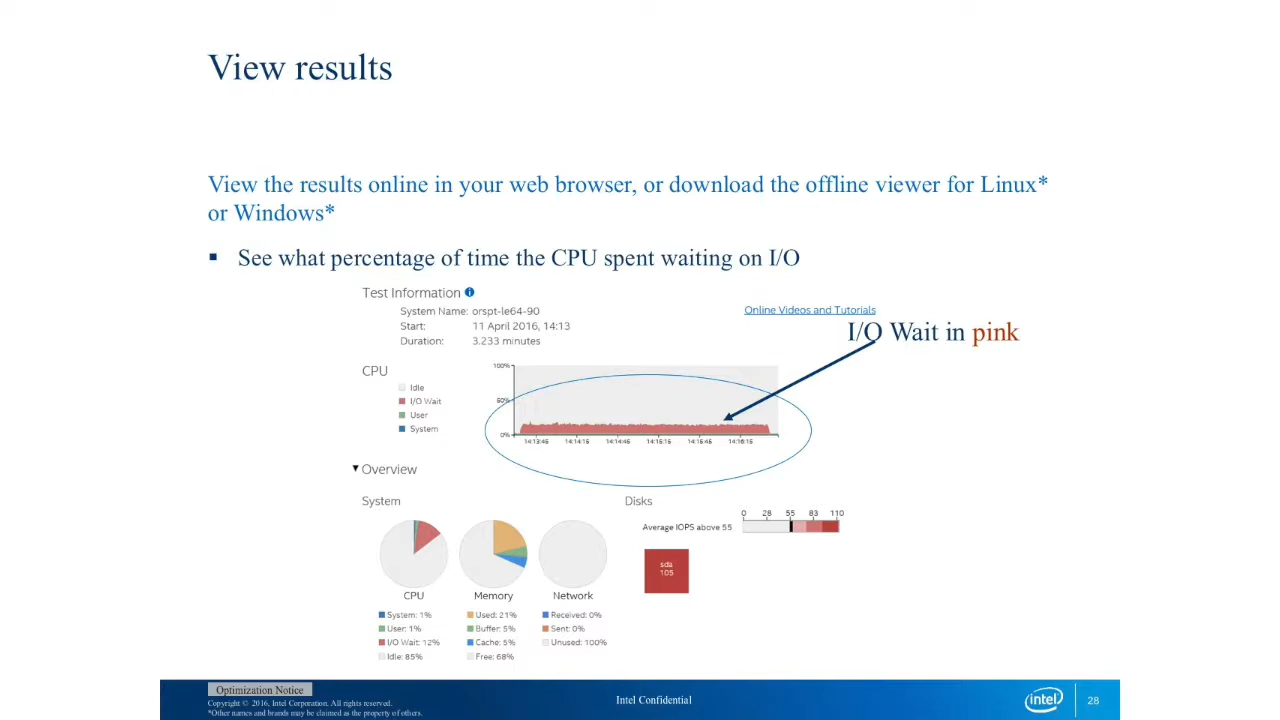 View results
View the results online in your web browser, or download the offline viewer for Linux*
or Windows*
See what percentage of time the CPU spent waiting on I/O
Test Information
System Name: orspt-le64-90
Start: 11 April 2016, 14:13
Duration: 3.233 minutes
Online Videos and Tutorials
I/O Wait in pink
CPU
Idle
I/O Wait
User
System
100%
50%
0%
14:13:45 14:14:15 14:14:45 14:15:15 14:15:45 14:16:15
Overview
System
Disks
0 28 55 83 110
Average IOPS above 55
sda
105
CPU Memory Network
System: 1% Used: 21% Received: 0%
User: 1% Buffer: 5% Sent: 0%
I/O Wait: 12% Cache: 5% Unused: 100%
Idle: 85% Free: 68%
Optimization Notice
Copyright © 2016, Intel Corporation. All rights reserved.
*Other names and brands may be claimed as the property of others.
Intel Confidential
intel
28